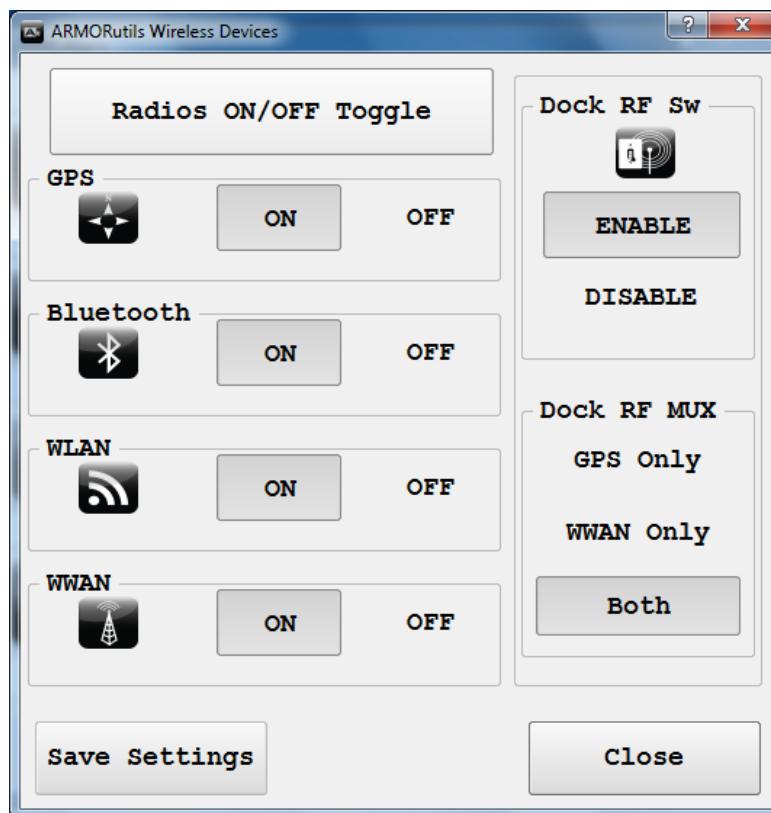 ARMORutils Wireless Devices
Radios ON/OFF Toggle
GPS
ON OFF
Bluetooth
ON OFF
WLAN
ON OFF
WWAN
ON OFF
Dock RF Sw
ENABLE
DISABLE
Dock RF MUX
GPS Only
WWAN Only
Both
Save Settings
Close